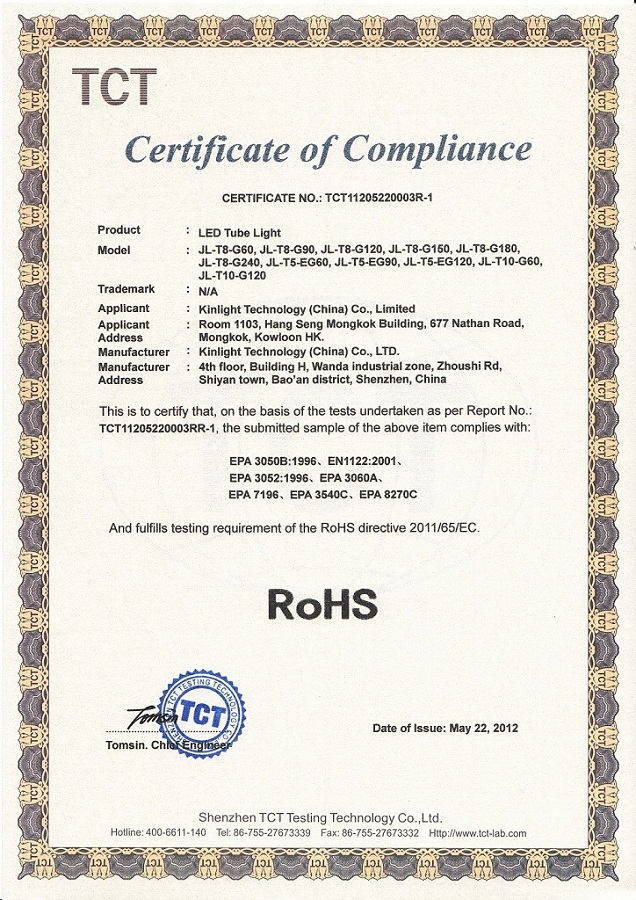 TCT
Certificate of Compliance
CERTIFICATE NO.: TCT11205220003R-1
Product : LED Tube Light
Model : JL-T8-G60, JL-T8-G90, JL-T8-G120, JL-T8-G150, JL-T8-G180,
JL-T8-G240, JL-T5-EG60, JL-T5-EG90, JL-T5-EG120, JL-T10-G60,
JL-T10-G120
Trademark : N/A
Applicant : Kinlight Technology (China) Co., Limited
Applicant : Room 1103, Hang Seng Mongkok Building, 677 Nathan Road,
Address Mongkok, Kowloon HK.
Manufacturer : Kinlight Technology (China) Co., LTD.
Manufacturer : 4th floor, Building H, Wanda industrial zone, Zhoushi Rd,
Address Shiyan town, Bao'an district, Shenzhen, China
This is to certify that, on the basis of the tests undertaken as per Report No.:
TCT11205220003RR-1, the submitted sample of the above item complies with:
EPA 3050B:1996、EN1122:2001、
EPA 3052:1996、EPA 3060A、
EPA 7196、EPA 3540C、EPA 8270C
And fulfills testing requirement of the RoHS directive 2011/65/EC.
RoHS
SHENZHEN TCT TESTING TECHNOLOGY CO.
TCT
Tomsin
Tomsin. Chief Engineer
Date of Issue: May 22, 2012
Shenzhen TCT Testing Technology Co.,Ltd.
Hotline: 400-6611-140 Tel: 86-755-27673339 Fax: 86-755-27673332 Http://www.tct-lab.com